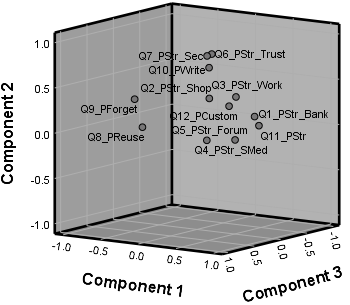 1.0
0.5
0.0
-0.5
-1.0
Component 2
Q7_PStr_Sec
Q6_PStr_Trust
Q10_PWrite
Q2_PStr_Shop
Q3_PStr_Work
Q9_PForget
Q12_PCustom
Q1_PStr_Bank
Q8_PReuse
Q5_PStr_Forum
Q11_PStr
Q4_PStr_SMed
-1.0
-0.5
0.0
0.5
1.0
Component 1
1.0
0.5
0.0
-0.5
-1.0
Component 3